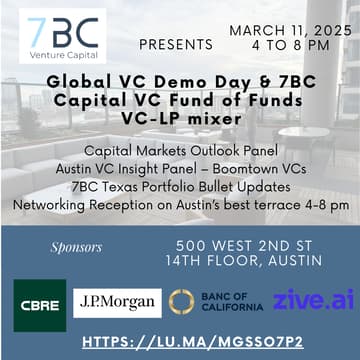 7BC
Venture Capital
PRESENTS
MARCH 11, 2025
4 TO 8 PM
Global VC Demo Day & 7BC
Capital VC Fund of Funds
VC-LP mixer
Capital Markets Outlook Panel
Austin VC Insight Panel – Boomtown VCs
7BC Texas Portfolio Bullet Updates
Networking Reception on Austin's best terrace 4-8 pm
Sponsors
500 WEST 2ND ST
14TH FLOOR, AUSTIN
CBRE
J.P.Morgan
BANC OF
CALIFORNIA
zive.ai
HTTPS://LU.MA/MGSSO7P2